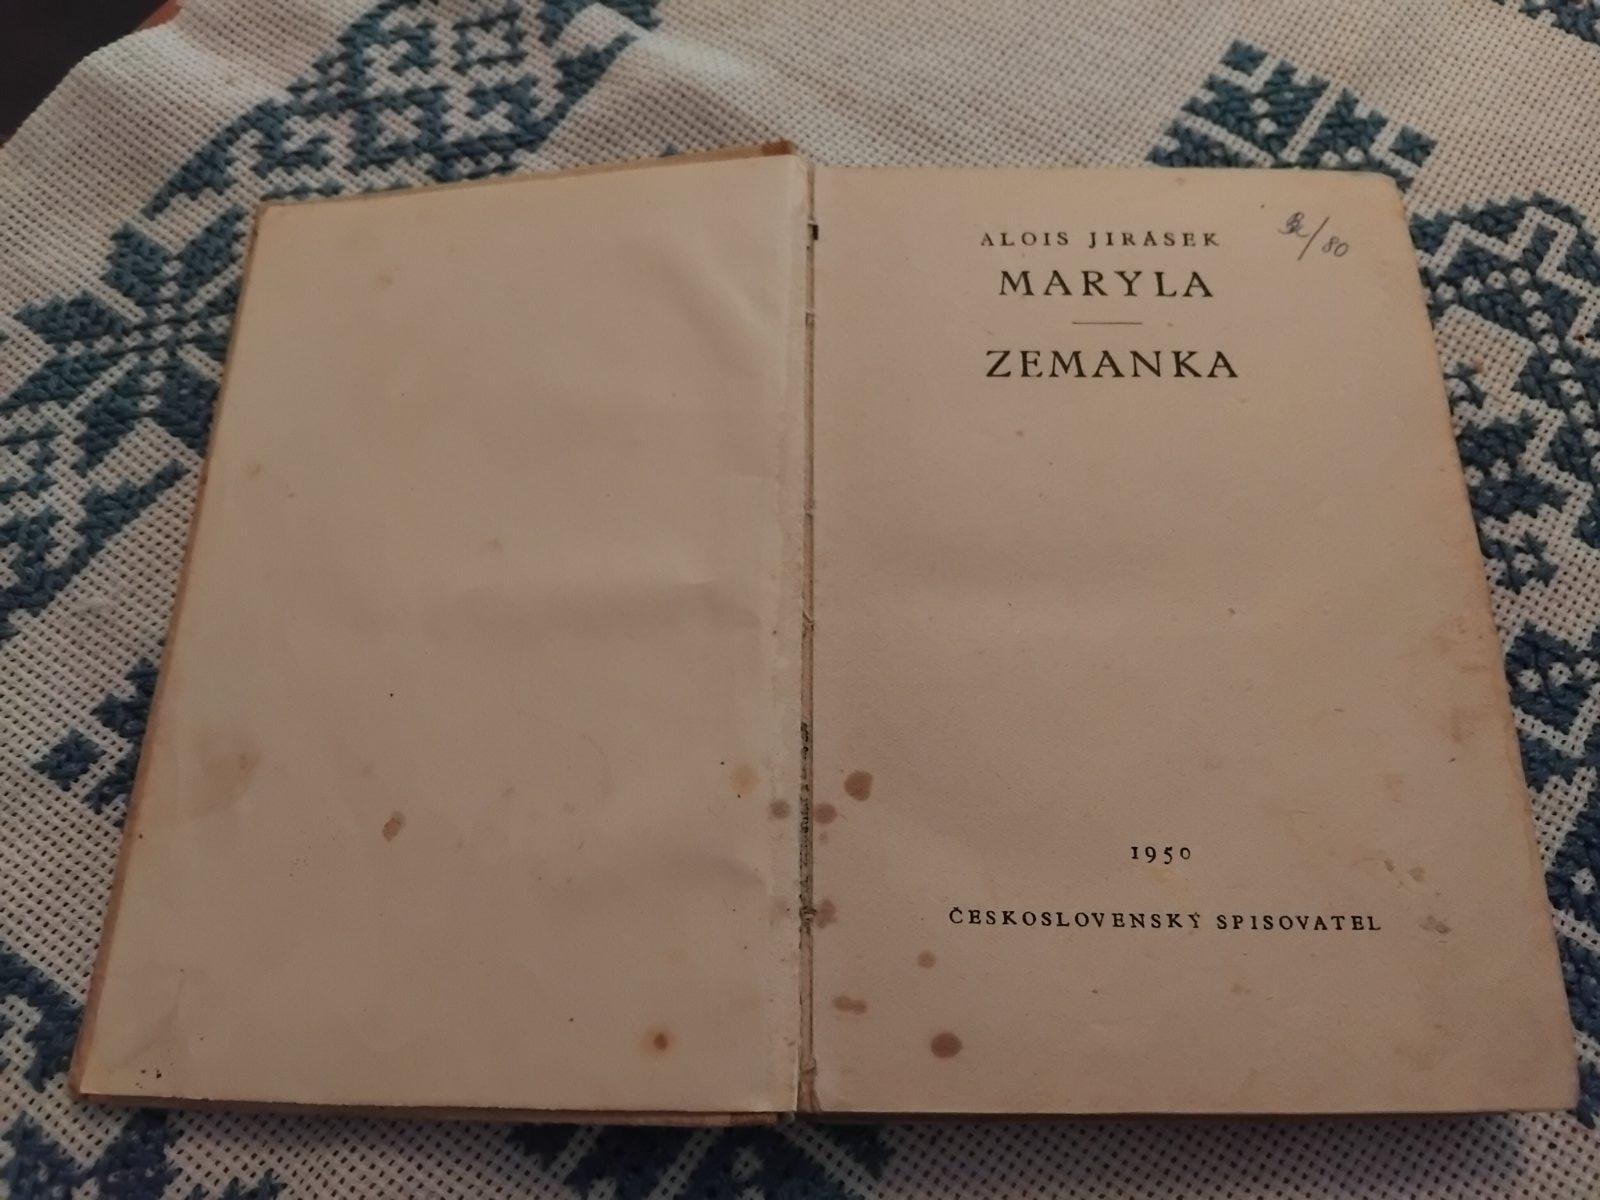 ALOIS JIRÁSEK
MARYLA
ZEMANKA
1950
ČESKOSLOVENSKÝ SPISOVATEL